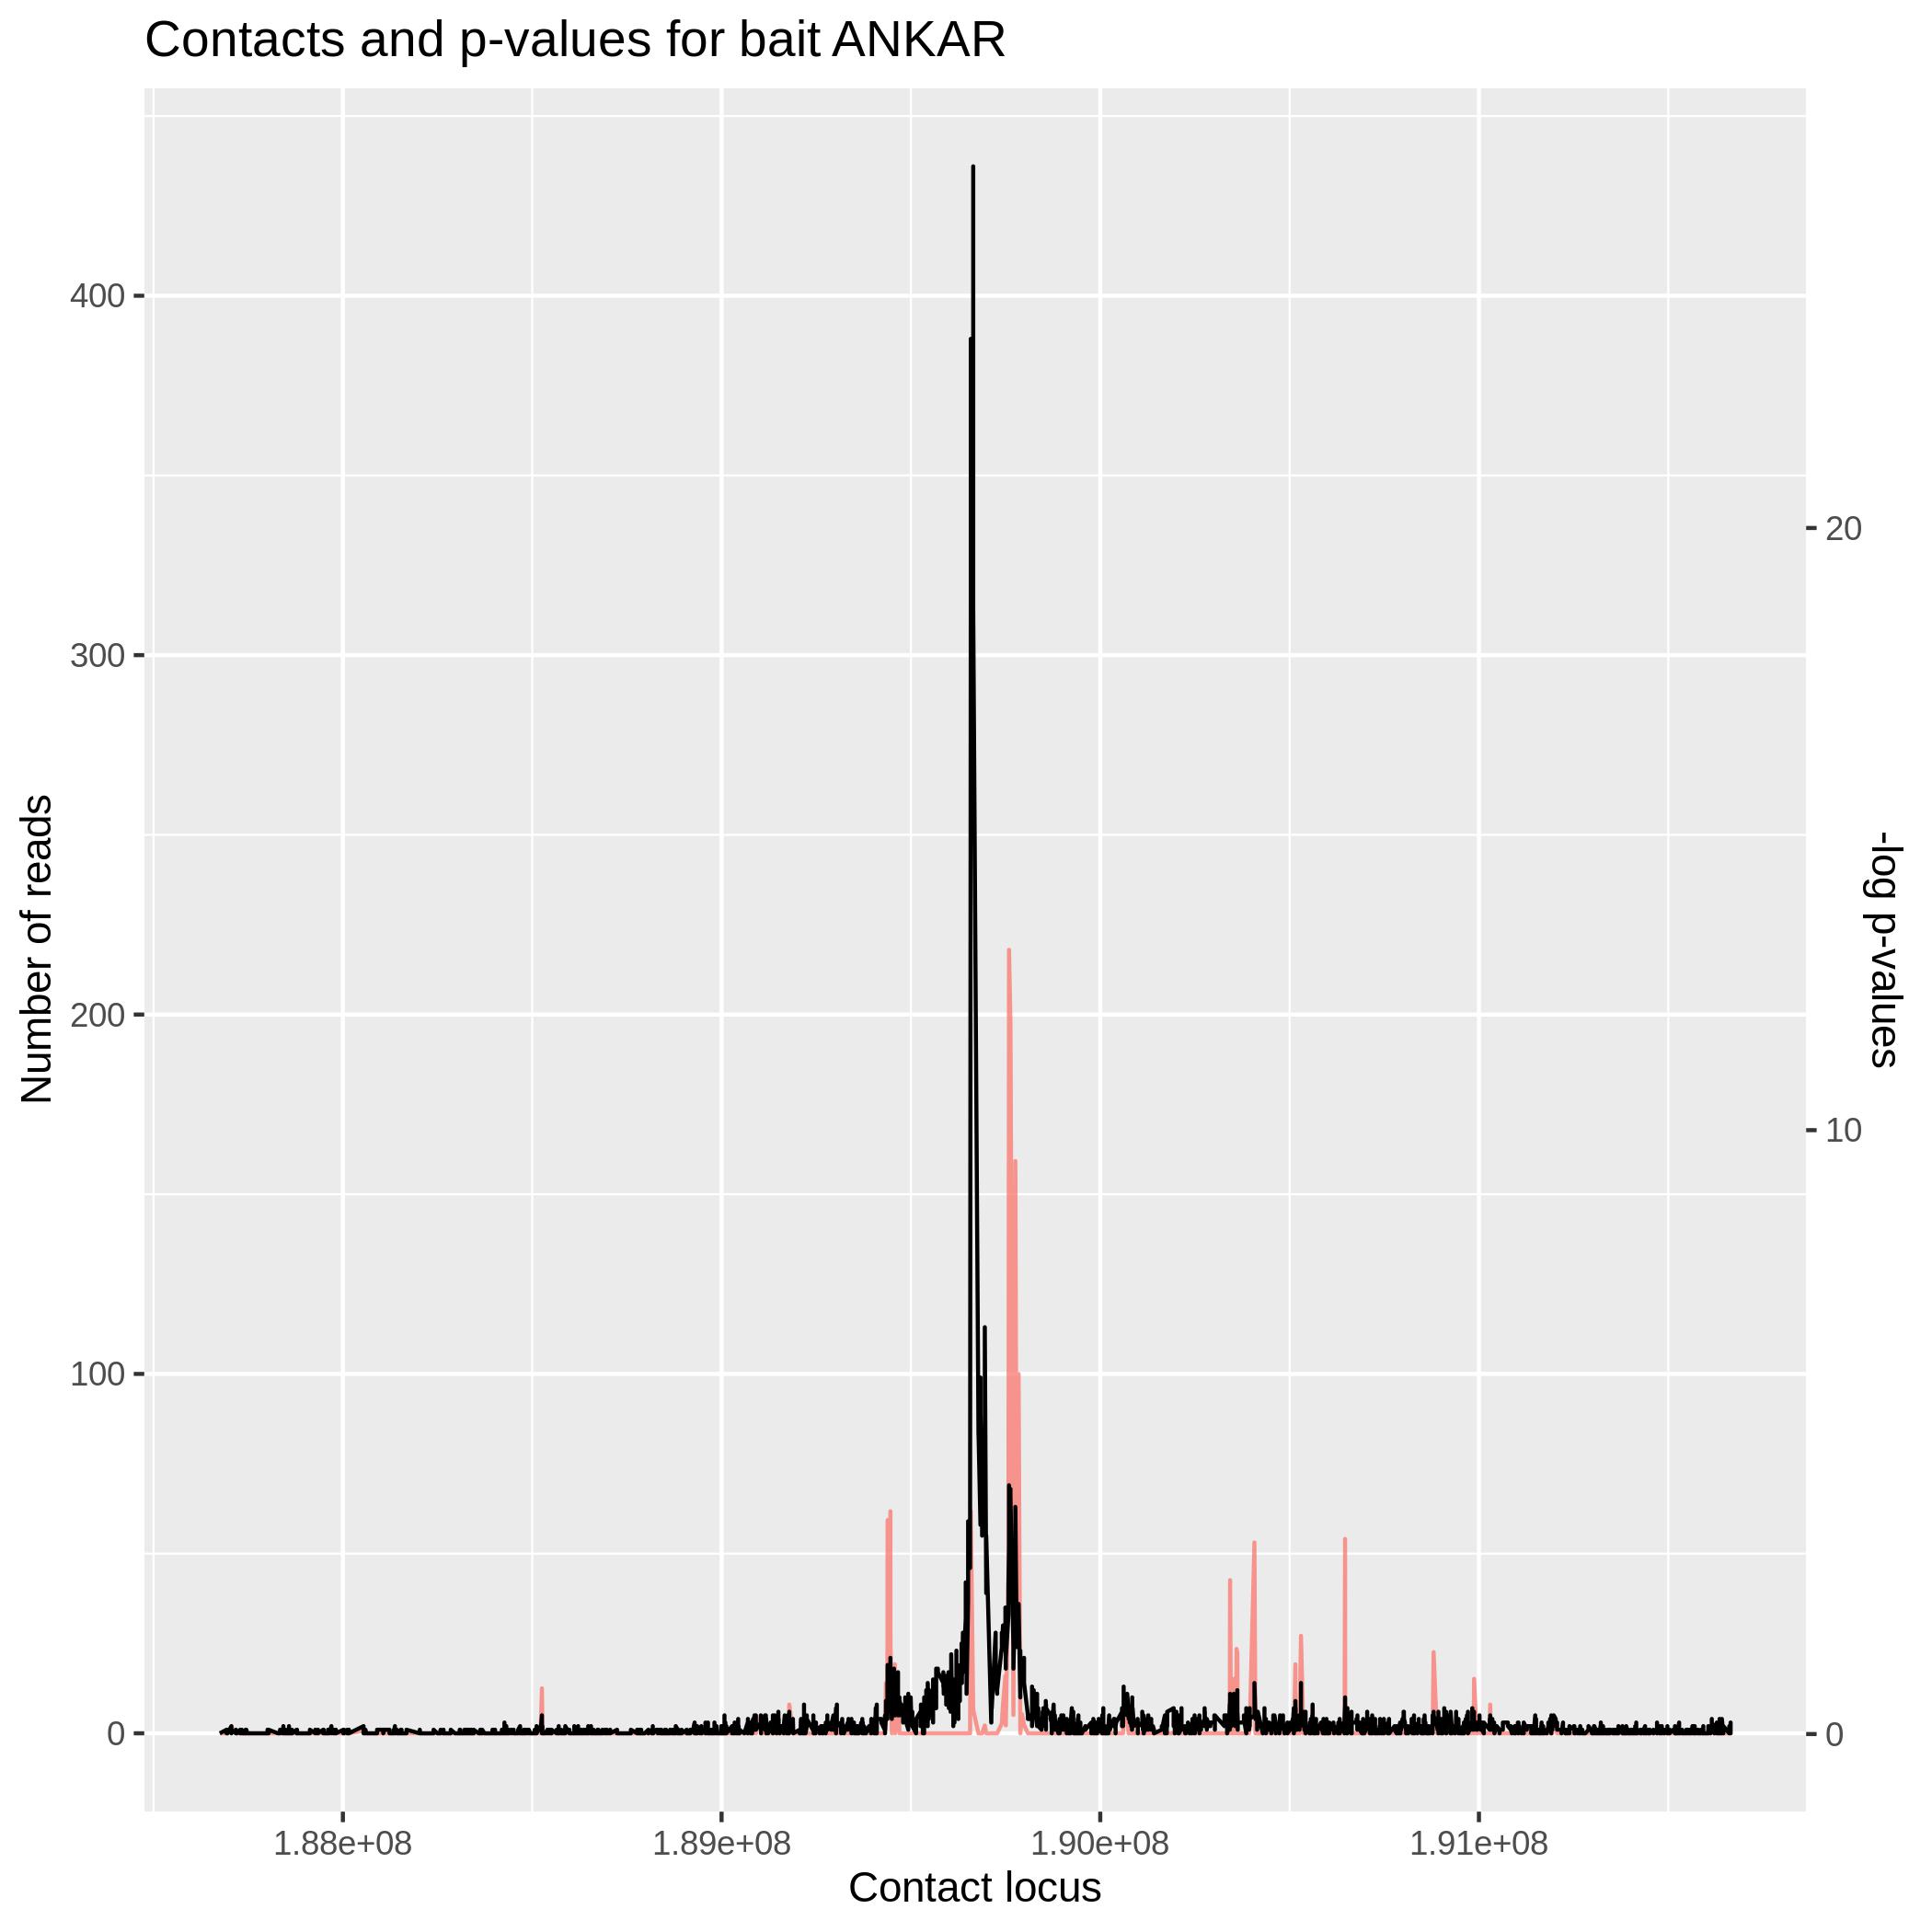 Contacts and p-values for bait ANKAR
Number of reads
400
300
200
100
0
20
10
0
-log p-values
1.88e+08
1.89e+08
1.90e+08
1.91e+08
Contact locus